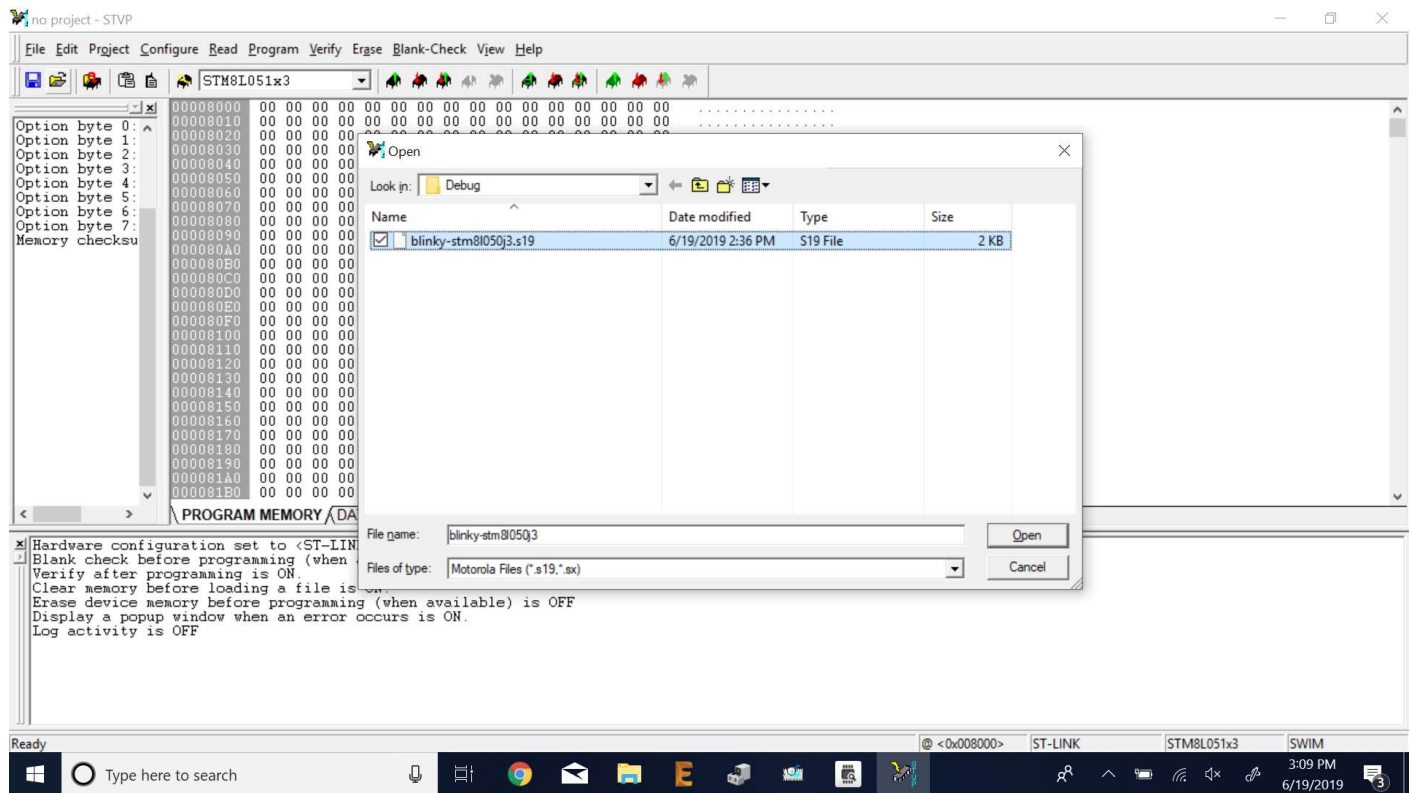 no project - STVP
File Edit Project Configure Read Program Verify Erase Blank-Check View Help
STM8L051x3
Option byte 0:
Option byte 1:
Option byte 2:
Option byte 3:
Option byte 4:
Option byte 5:
Option byte 6:
Option byte 7:
Memory checksu
00008000 00 00 00 00 00 00 00 00 00 00 00 00 00 00 00 00 ................
00008010 00 00 00 00 00 00 00 00 00 00 00 00 00 00 00 00 ................
00008020 00 00 00 00 00 00 00 00 00 00 00 00 00 00 00 00
00008030 00 00 00 00
00008040 00 00 00 00
00008050 00 00 00 00
00008060 00 00 00 00
00008070 00 00 00 00
00008080 00 00 00 00
00008090 00 00 00 00
000080A0 00 00 00 00
000080B0 00 00 00 00
000080C0 00 00 00 00
000080D0 00 00 00 00
000080E0 00 00 00 00
000080F0 00 00 00 00
00008100 00 00 00 00
00008110 00 00 00 00
00008120 00 00 00 00
00008130 00 00 00 00
00008140 00 00 00 00
00008150 00 00 00 00
00008160 00 00 00 00
00008170 00 00 00 00
00008180 00 00 00 00
00008190 00 00 00 00
000081A0 00 00 00 00
000081B0 00 00 00 00
PROGRAM MEMORY DA
Open
Look in: Debug
Name Date modified Type Size
blinky-stm8l050j3.s19 6/19/2019 2:36 PM S19 File 2 KB
File name: blinky-stm8l050j3 Open
Files of type: Motorola Files (*.s19,*.sx) Cancel
Hardware configuration set to <ST-LIN
Blank check before programming (when
Verify after programming is ON.
Clear memory before loading a file is ON.
Erase device memory before programming (when available) is OFF
Display a popup window when an error occurs is ON.
Log activity is OFF
Ready @ <0x008000> ST-LINK STM8L051x3 SWIM
Type here to search
3:09 PM
6/19/2019
3